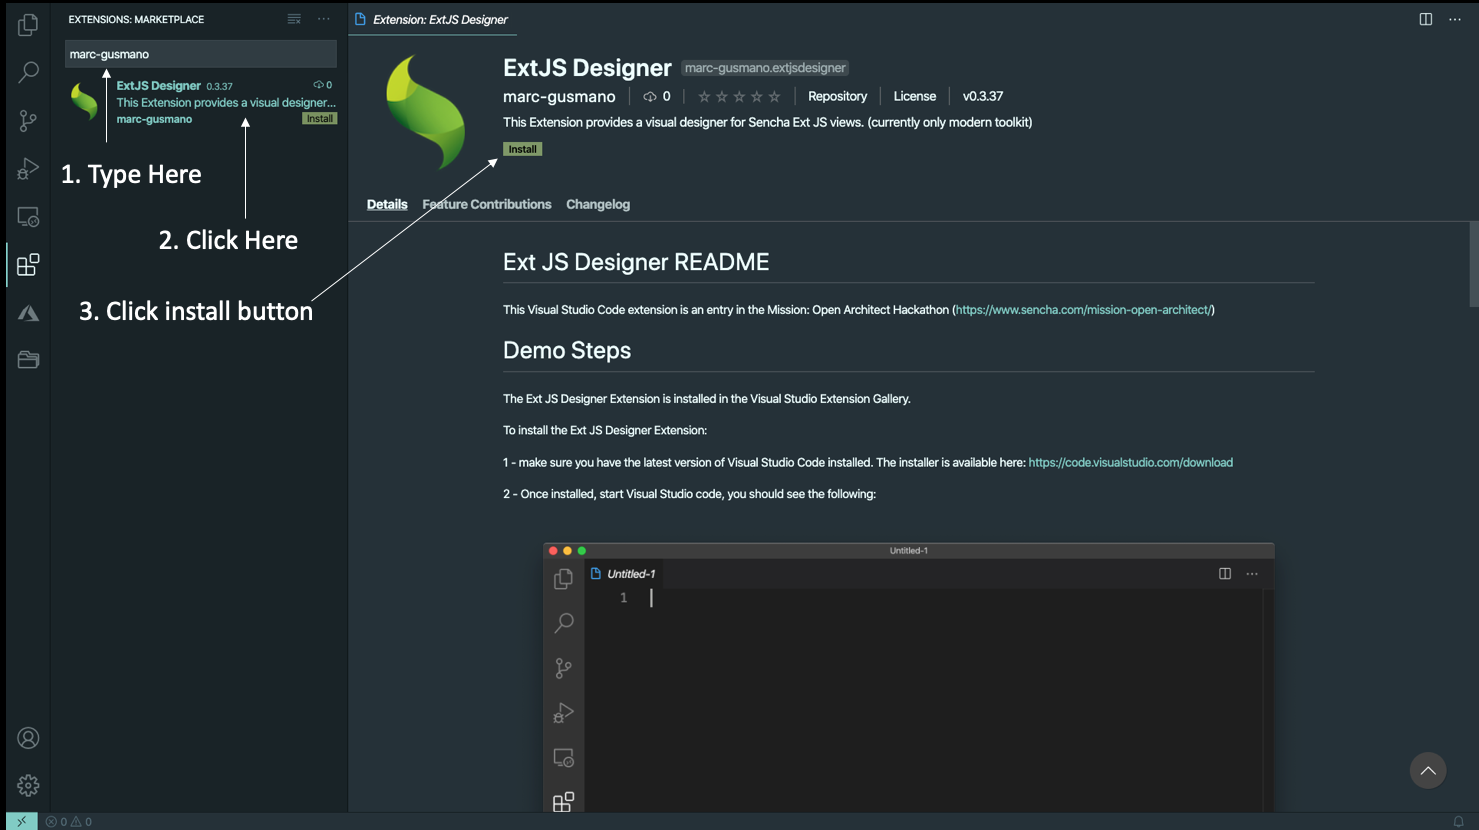 EXTENSIONS: MARKETPLACE
marc-gusmano
ExtJS Designer 0.3.37 0
This Extension provides a visual designer...
marc-gusmano Install
1. Type Here
2. Click Here
3. Click install button
Extension: ExtJS Designer
ExtJS Designer marc-gusmano.extjsdesigner
marc-gusmano 0 Repository License v0.3.37
This Extension provides a visual designer for Sencha Ext JS views. (currently only modern toolkit)
Install
Details Feature Contributions Changelog
Ext JS Designer README
This Visual Studio Code extension is an entry in the Mission: Open Architect Hackathon (https://www.sencha.com/mission-open-architect/)
Demo Steps
The Ext JS Designer Extension is installed in the Visual Studio Extension Gallery.
To install the Ext JS Designer Extension:
1 - make sure you have the latest version of Visual Studio Code installed. The installer is available here: https://code.visualstudio.com/download
2 - Once installed, start Visual Studio code, you should see the following:
Untitled-1
Untitled-1
1
0 0